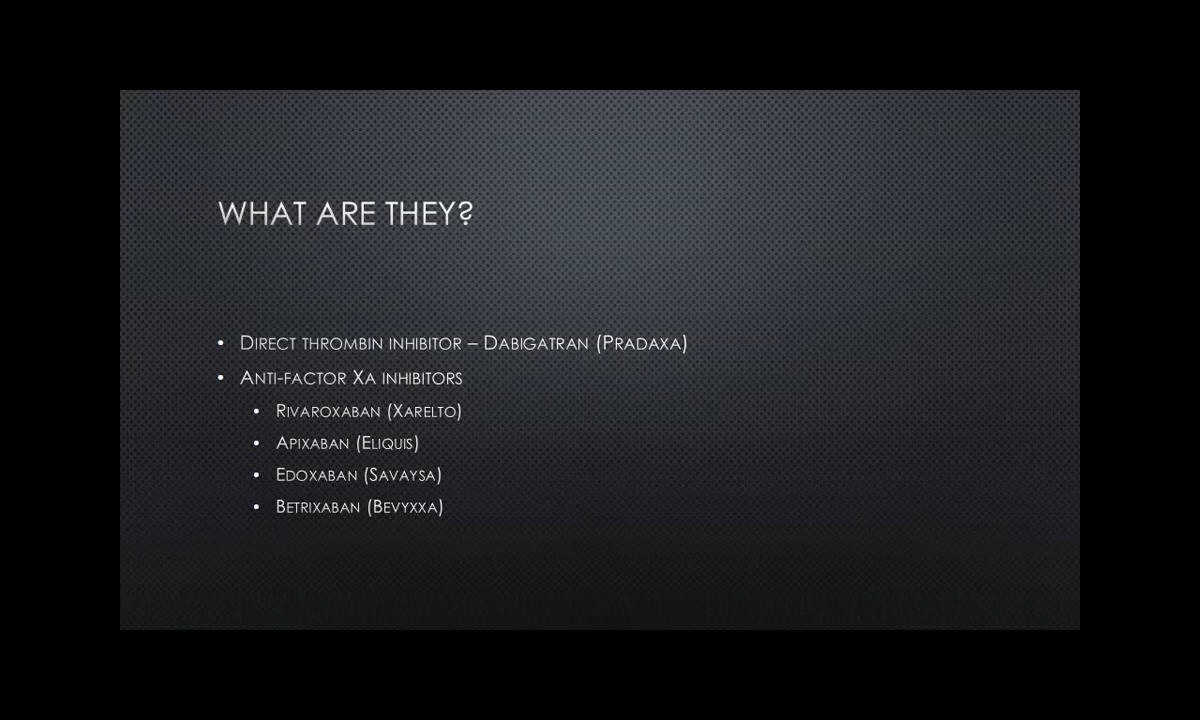 WHAT ARE THEY?
• DIRECT THROMBIN INHIBITOR – DABIGATRAN (PRADAXA)
• ANTI-FACTOR XA INHIBITORS
• RIVAROXABAN (XARELTO)
• APIXABAN (ELIQUIS)
• EDOXABAN (SAVAYSA)
• BETRIXABAN (BEVYXXA)